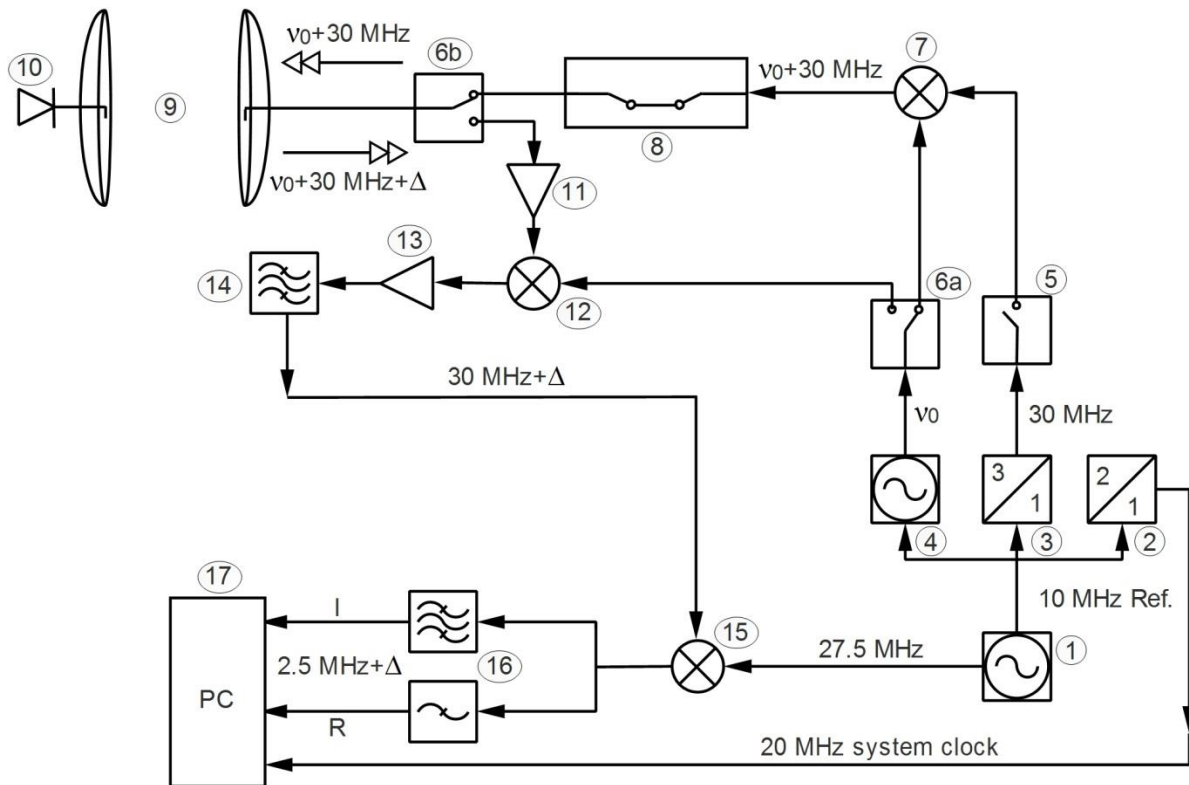 10
9
ν0+30 MHz
6b
ν0+30 MHz
7
8
ν0+30 MHz+Δ
11
13
14
12
6a
5
30 MHz+Δ
ν0
30 MHz
3
1
2
1
4
3
2
10 MHz Ref.
17
I
15
27.5 MHz
1
2.5 MHz+Δ
16
PC
R
20 MHz system clock